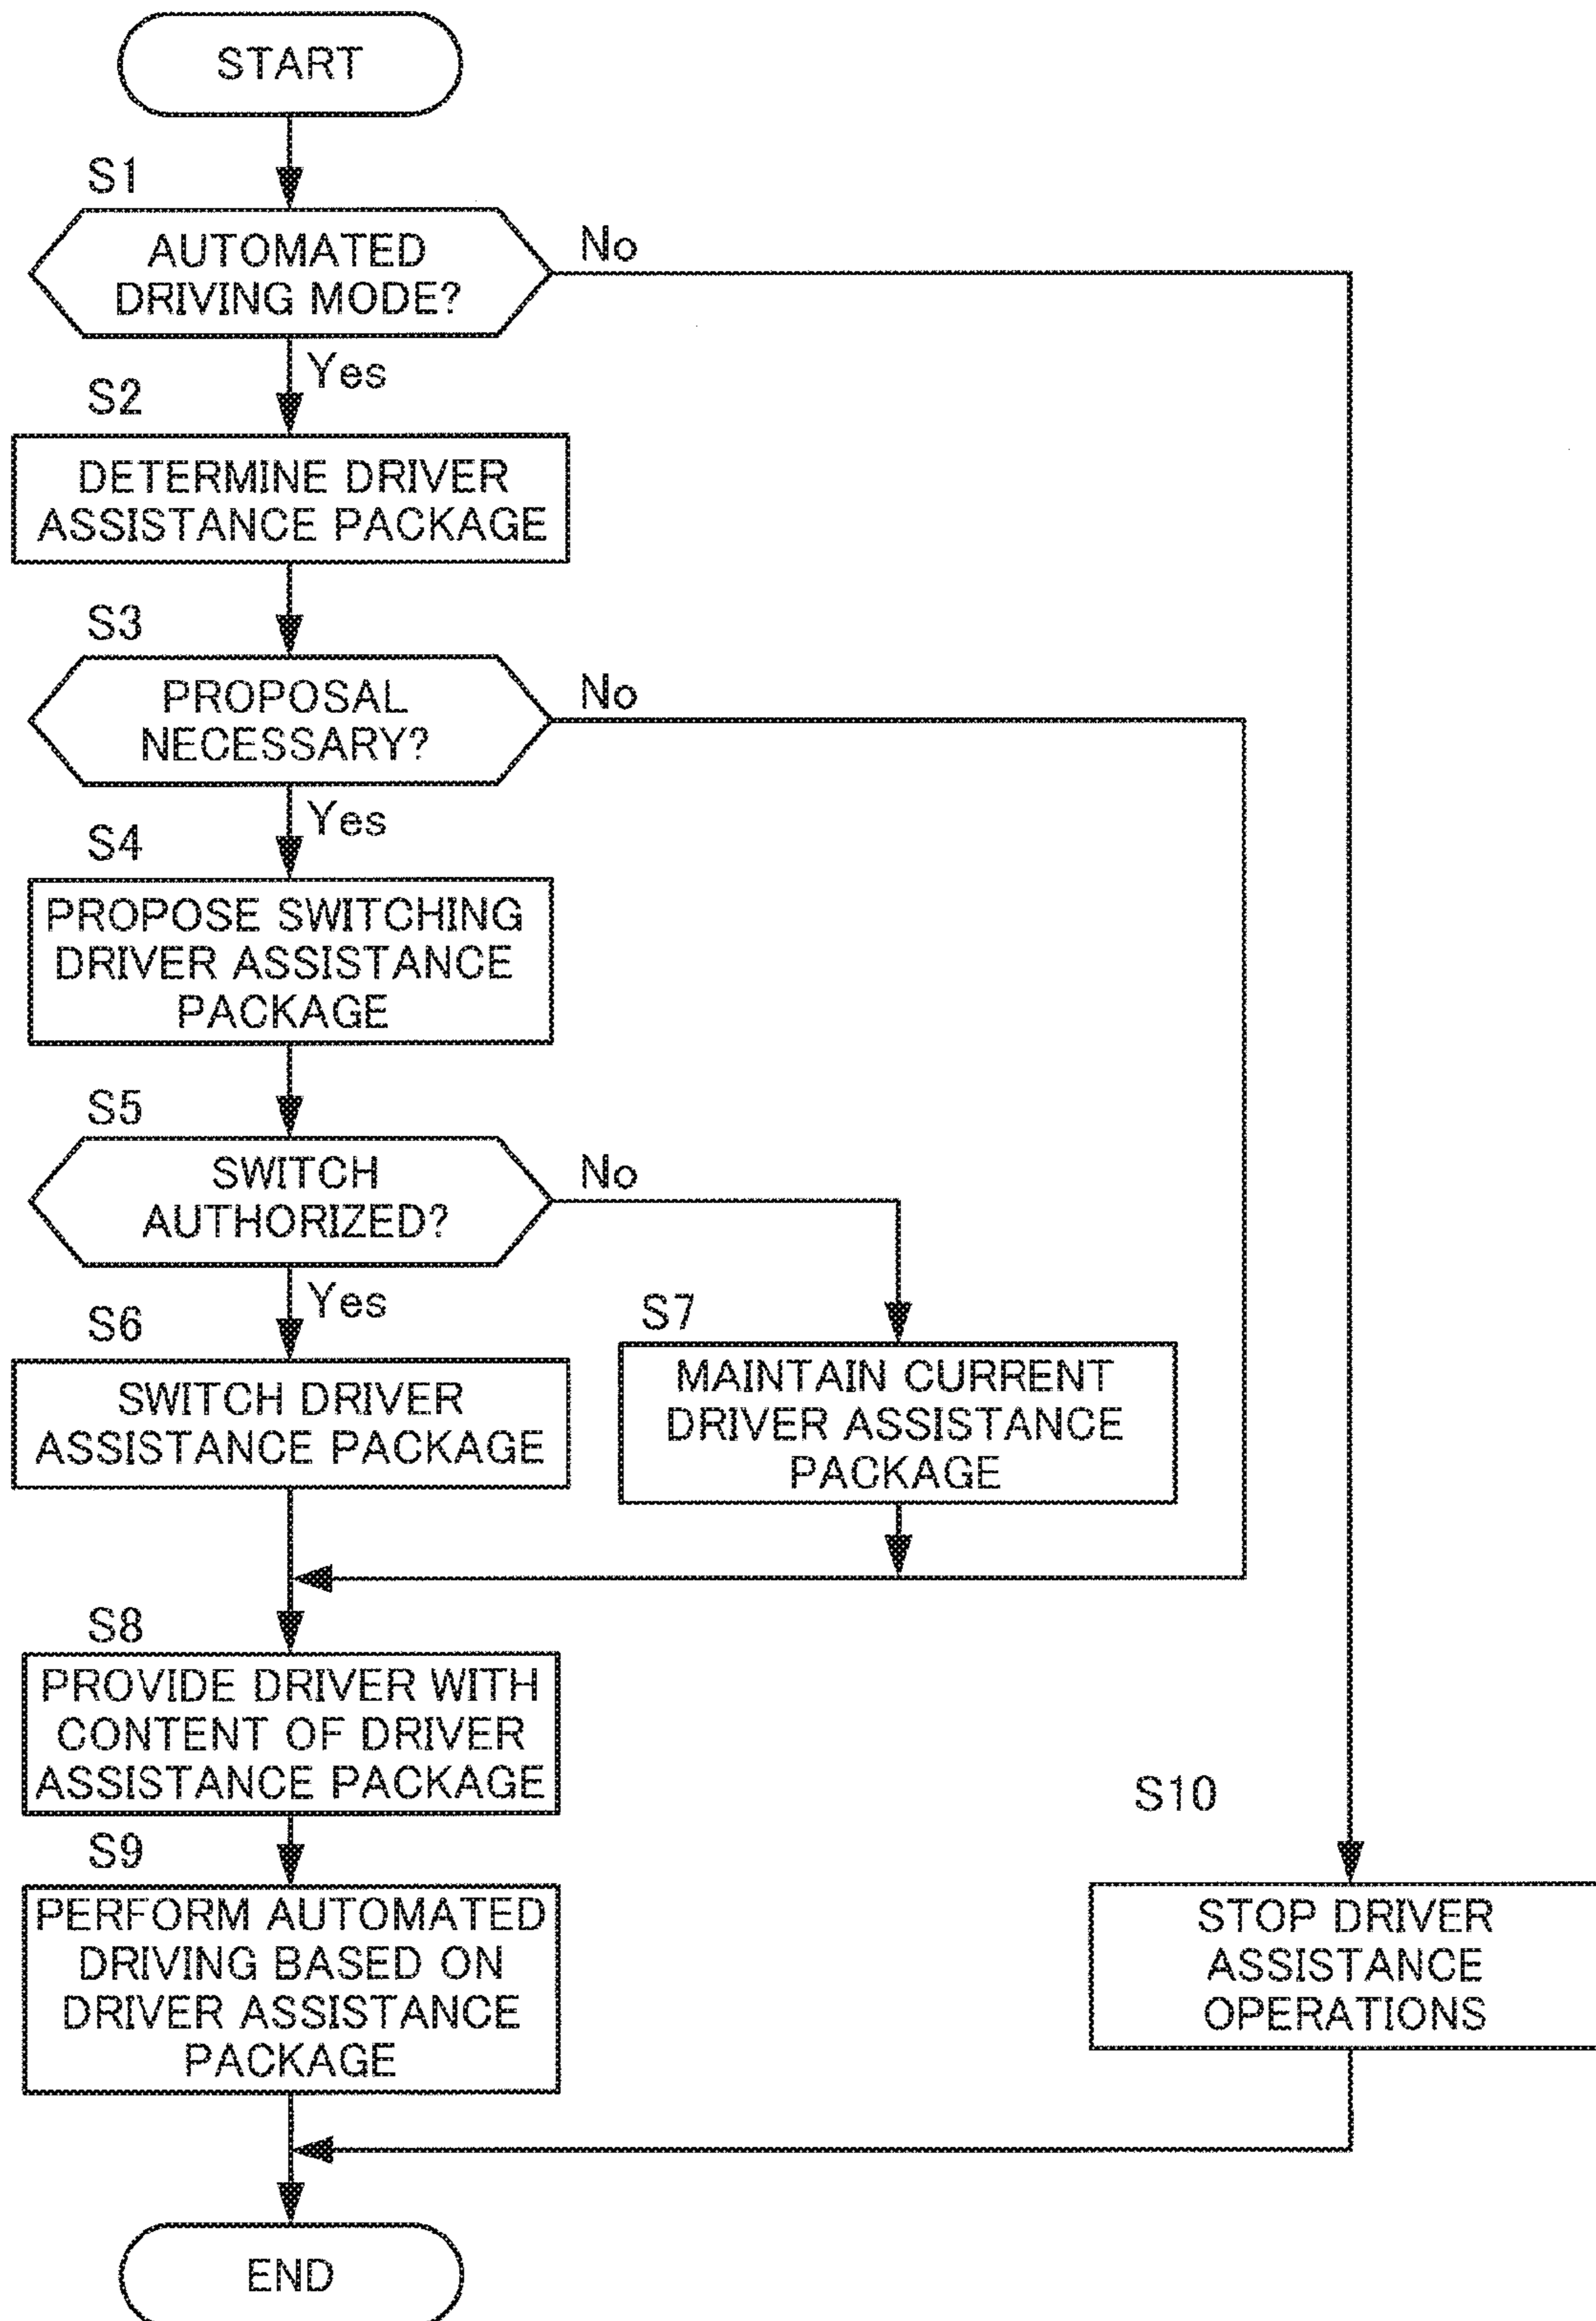 START
S1
AUTOMATED
DRIVING MODE?
No
Yes
S2
DETERMINE DRIVER
ASSISTANCE PACKAGE
S3
PROPOSAL
NECESSARY?
No
Yes
S4
PROPOSE SWITCHING
DRIVER ASSISTANCE
PACKAGE
S5
SWITCH
AUTHORIZED?
No
Yes
S6
SWITCH DRIVER
ASSISTANCE PACKAGE
S7
MAINTAIN CURRENT
DRIVER ASSISTANCE
PACKAGE
S8
PROVIDE DRIVER WITH
CONTENT OF DRIVER
ASSISTANCE PACKAGE
S9
PERFORM AUTOMATED
DRIVING BASED ON
DRIVER ASSISTANCE
PACKAGE
S10
STOP DRIVER
ASSISTANCE
OPERATIONS
END